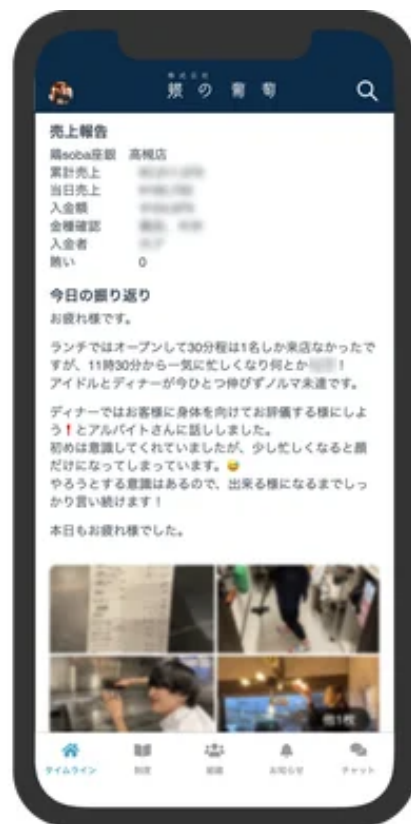 株式会社
銀の葡萄
売上報告
鶏soba座銀　高槻店
累計売上
当日売上
入金額
金種確認
入金者
賄い　0
今日の振り返り
お疲れ様です。
ランチではオープンして30分程は1名しか来店なかったで
すが、11時30分から一気に忙しくなり何とか　　！
アイドルとディナーが今ひとつ伸びずノルマ未達です。
ディナーではお客様に身体を向けてお辞儀する様にしよ
う❗とアルバイトさんに話ししました。
初めは意識してくれていましたが、少し忙しくなると顔
だけになってしまっています。😅
やろうとする意識はあるので、出来る様になるまでしっ
かり言い続けます！
本日もお疲れ様でした。
他1枚
タイムライン
制度
組織
お知らせ
チャット